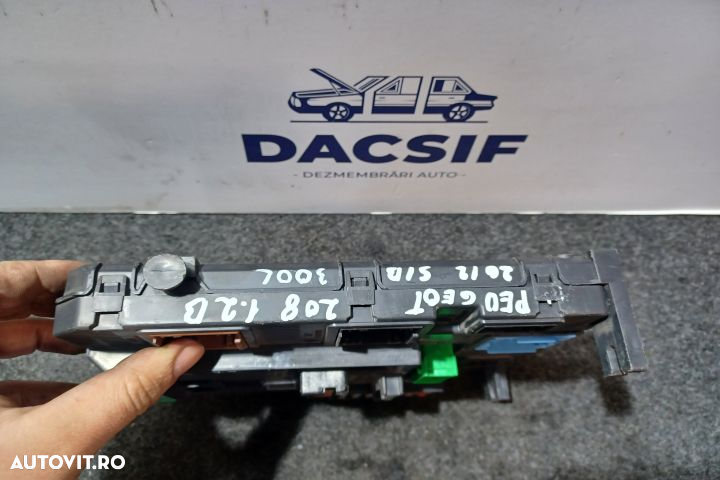 DACSIF
- DEZMEMBRĂRI AUTO -
300L
2012 SID
208 1.2B
PEUGEOT
AUTOVIT.RO